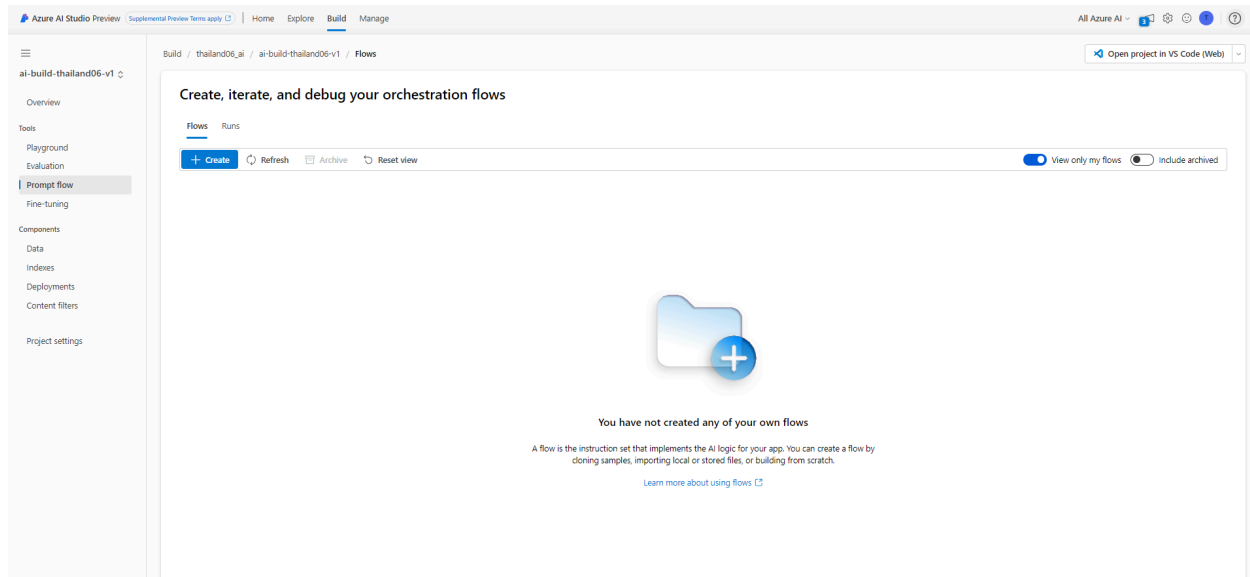 Azure AI Studio Preview Supplemental Preview Terms apply Home Explore Build Manage All Azure AI 3 T ?
Build / thailand06_ai / ai-build-thailand06-v1 / Flows Open project in VS Code (Web)
ai-build-thailand06-v1
Overview
Tools
Playground
Evaluation
Prompt flow
Fine-tuning
Components
Data
Indexes
Deployments
Content filters
Project settings
Create, iterate, and debug your orchestration flows
Flows Runs
Create Refresh Archive Reset view View only my flows Include archived
You have not created any of your own flows
A flow is the instruction set that implements the AI logic for your app. You can create a flow by
cloning samples, importing local or stored files, or building from scratch.
Learn more about using flows